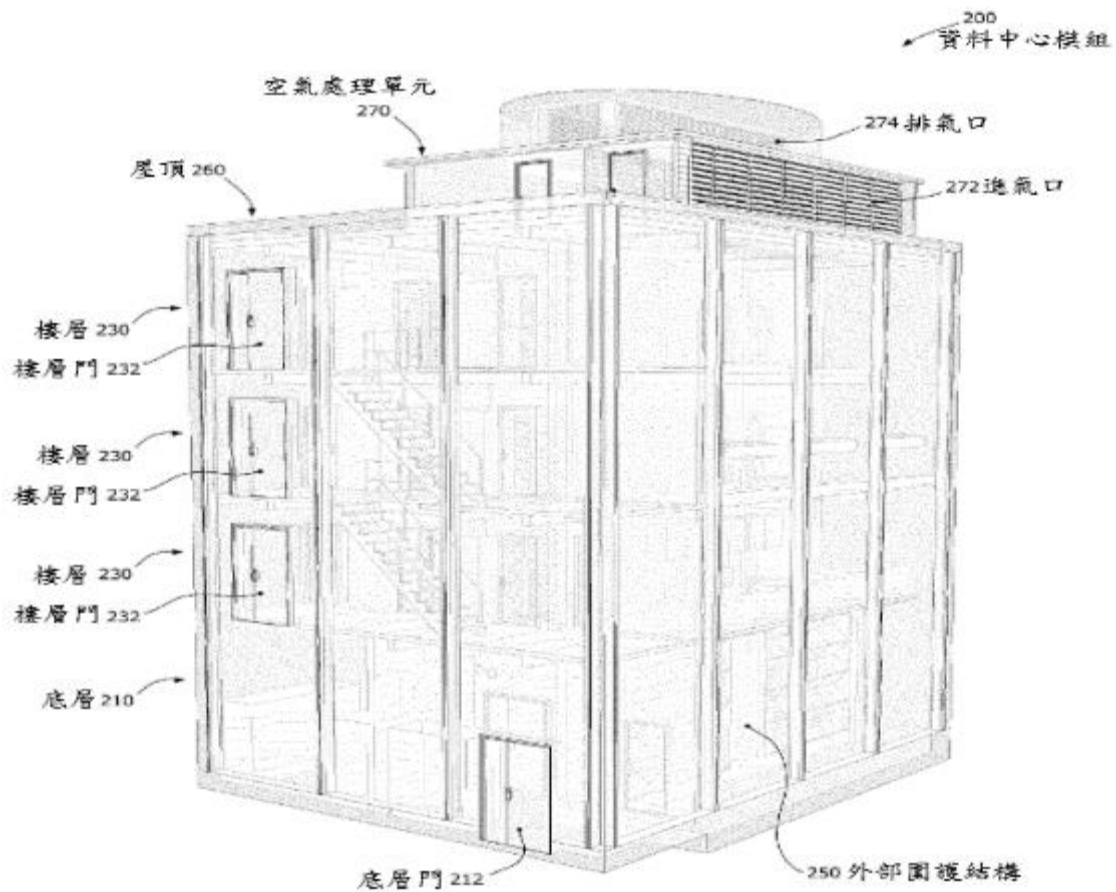 200
資料中心模組
空氣處理單元
270
274 排氣口
屋頂 260
272 進氣口
樓層 230
樓層門 232
樓層 230
樓層門 232
樓層 230
樓層門 232
底層 210
底層門 212
250 外部圍護結構